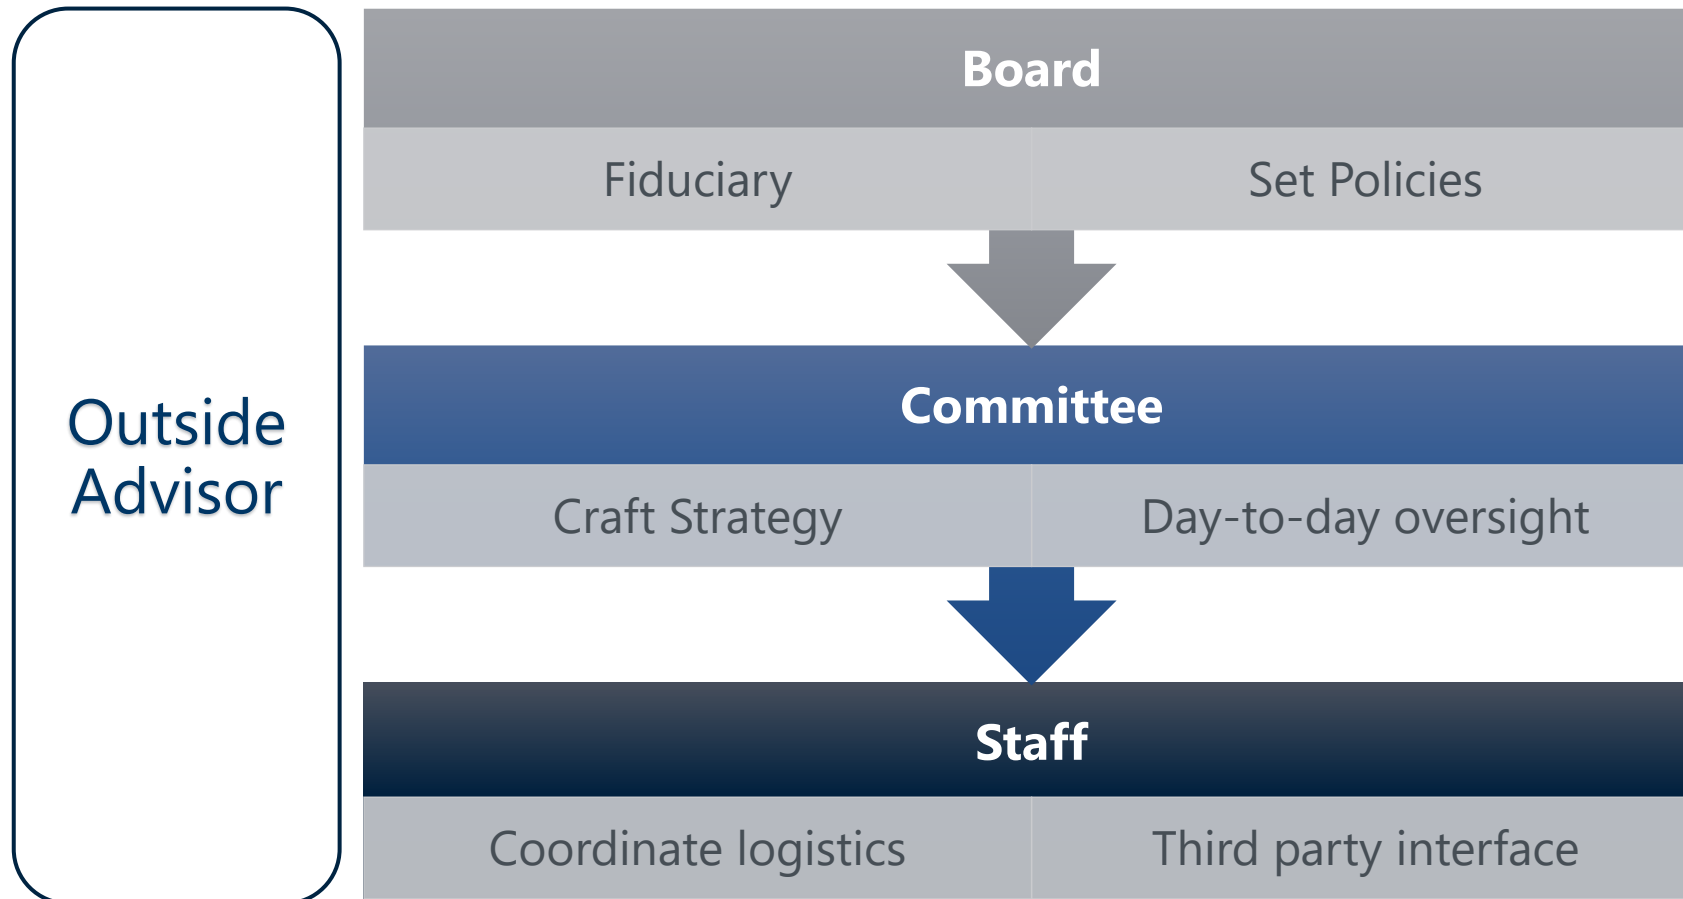 Outside
Advisor
Board
Fiduciary
Set Policies
Committee
Craft Strategy
Day-to-day oversight
Staff
Coordinate logistics
Third party interface